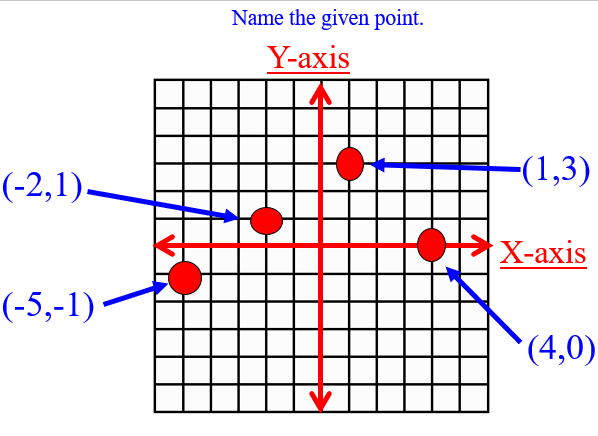 Name the given point.
Y-axis
(1,3)
(-2,1)
X-axis
(-5,-1)
(4,0)